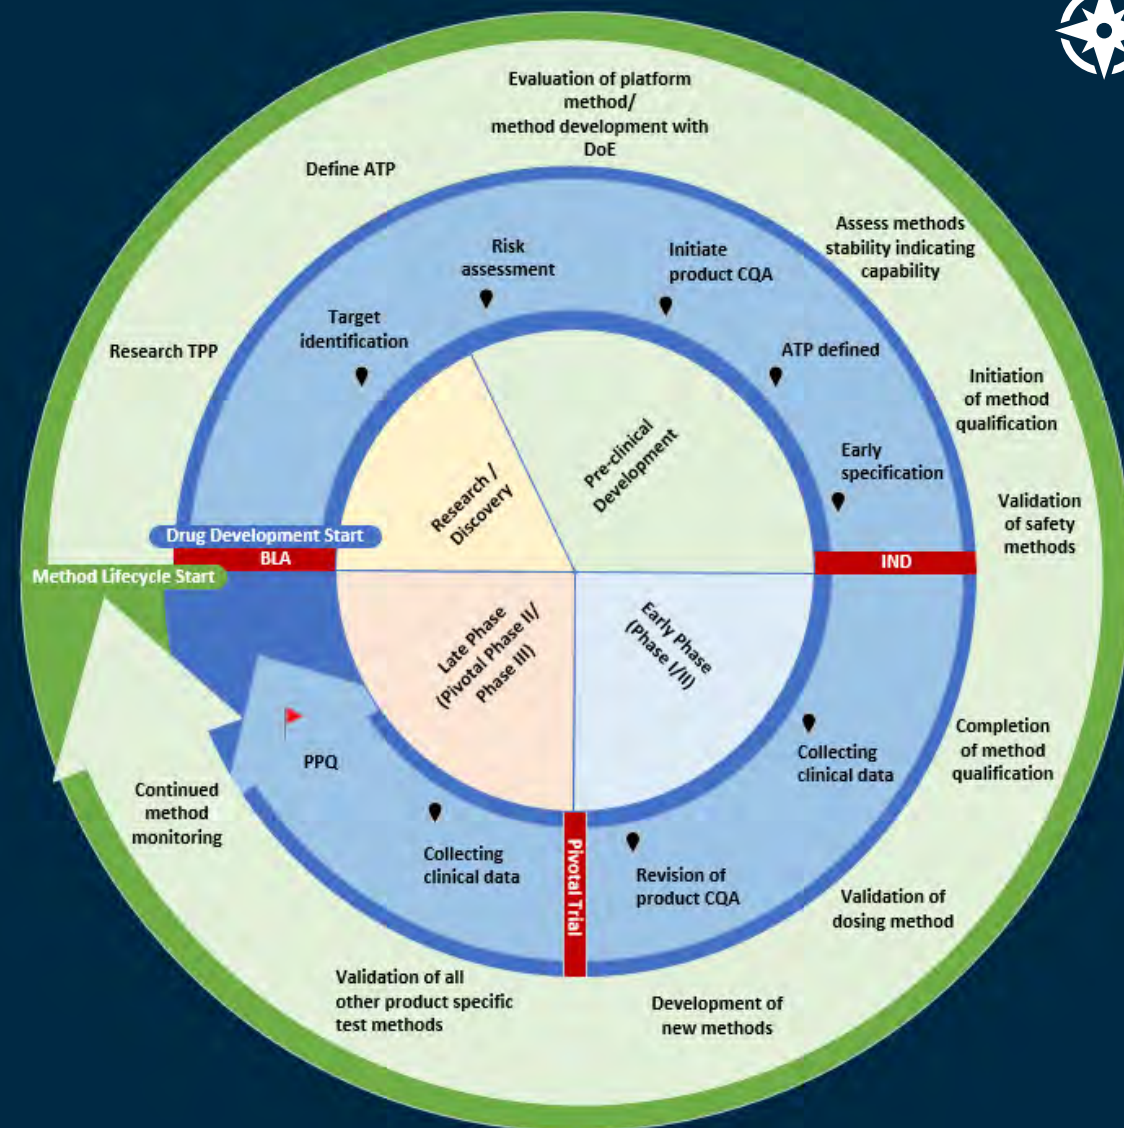 Evaluation of platform
method/
method development with
DoE
Define ATP
Assess methods
stability indicating
capability
Risk
assessment
Initiate
product CQA
Target
identification
Research TPP
ATP defined
Initiation
of method
qualification
Pre-clinical
Development
Research /
Discovery
Early
specification
Validation
of safety
methods
Drug Development Start
BLA
IND
Method Lifecycle Start
Late Phase
(Pivotal Phase II/
Phase III)
Early Phase
(Phase I/II)
PPQ
Collecting
clinical data
Completion
of method
qualification
Continued
method
monitoring
Collecting
clinical data
Pivotal Trial
Revision of
product CQA
Validation of
dosing method
Validation of all
other product specific
test methods
Development of
new methods